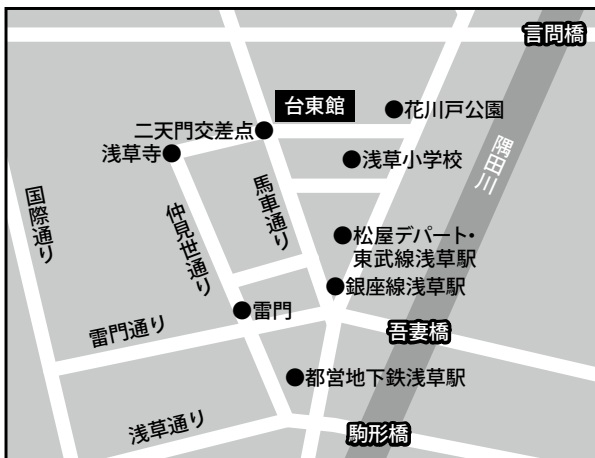 言問橋
台東館
花川戸公園
二天門交差点
浅草寺
浅草小学校
隅田川
国際通り
仲見世通り
馬車通り
松屋デパート・
東武線浅草駅
銀座線浅草駅
雷門
雷門通り
吾妻橋
都営地下鉄浅草駅
浅草通り
駒形橋